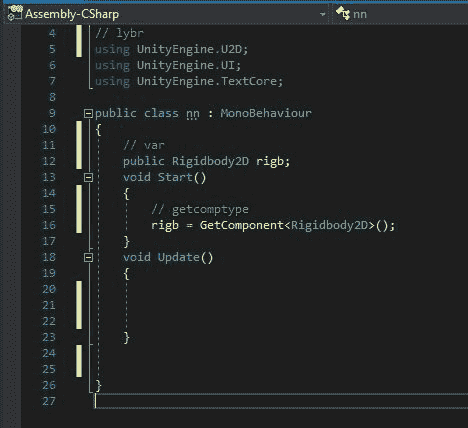 Assembly-CSharp nn
4 // lybr
5 using UnityEngine.U2D;
6 using UnityEngine.UI;
7 using UnityEngine.TextCore;
8
9 public class nn : MonoBehaviour
10 {
11 // var
12 public Rigidbody2D rigb;
13 void Start()
14 {
15 // getcomptype
16 rigb = GetComponent<Rigidbody2D>();
17 }
18 void Update()
19 {
20
21
22
23 }
24
25
26 }
27